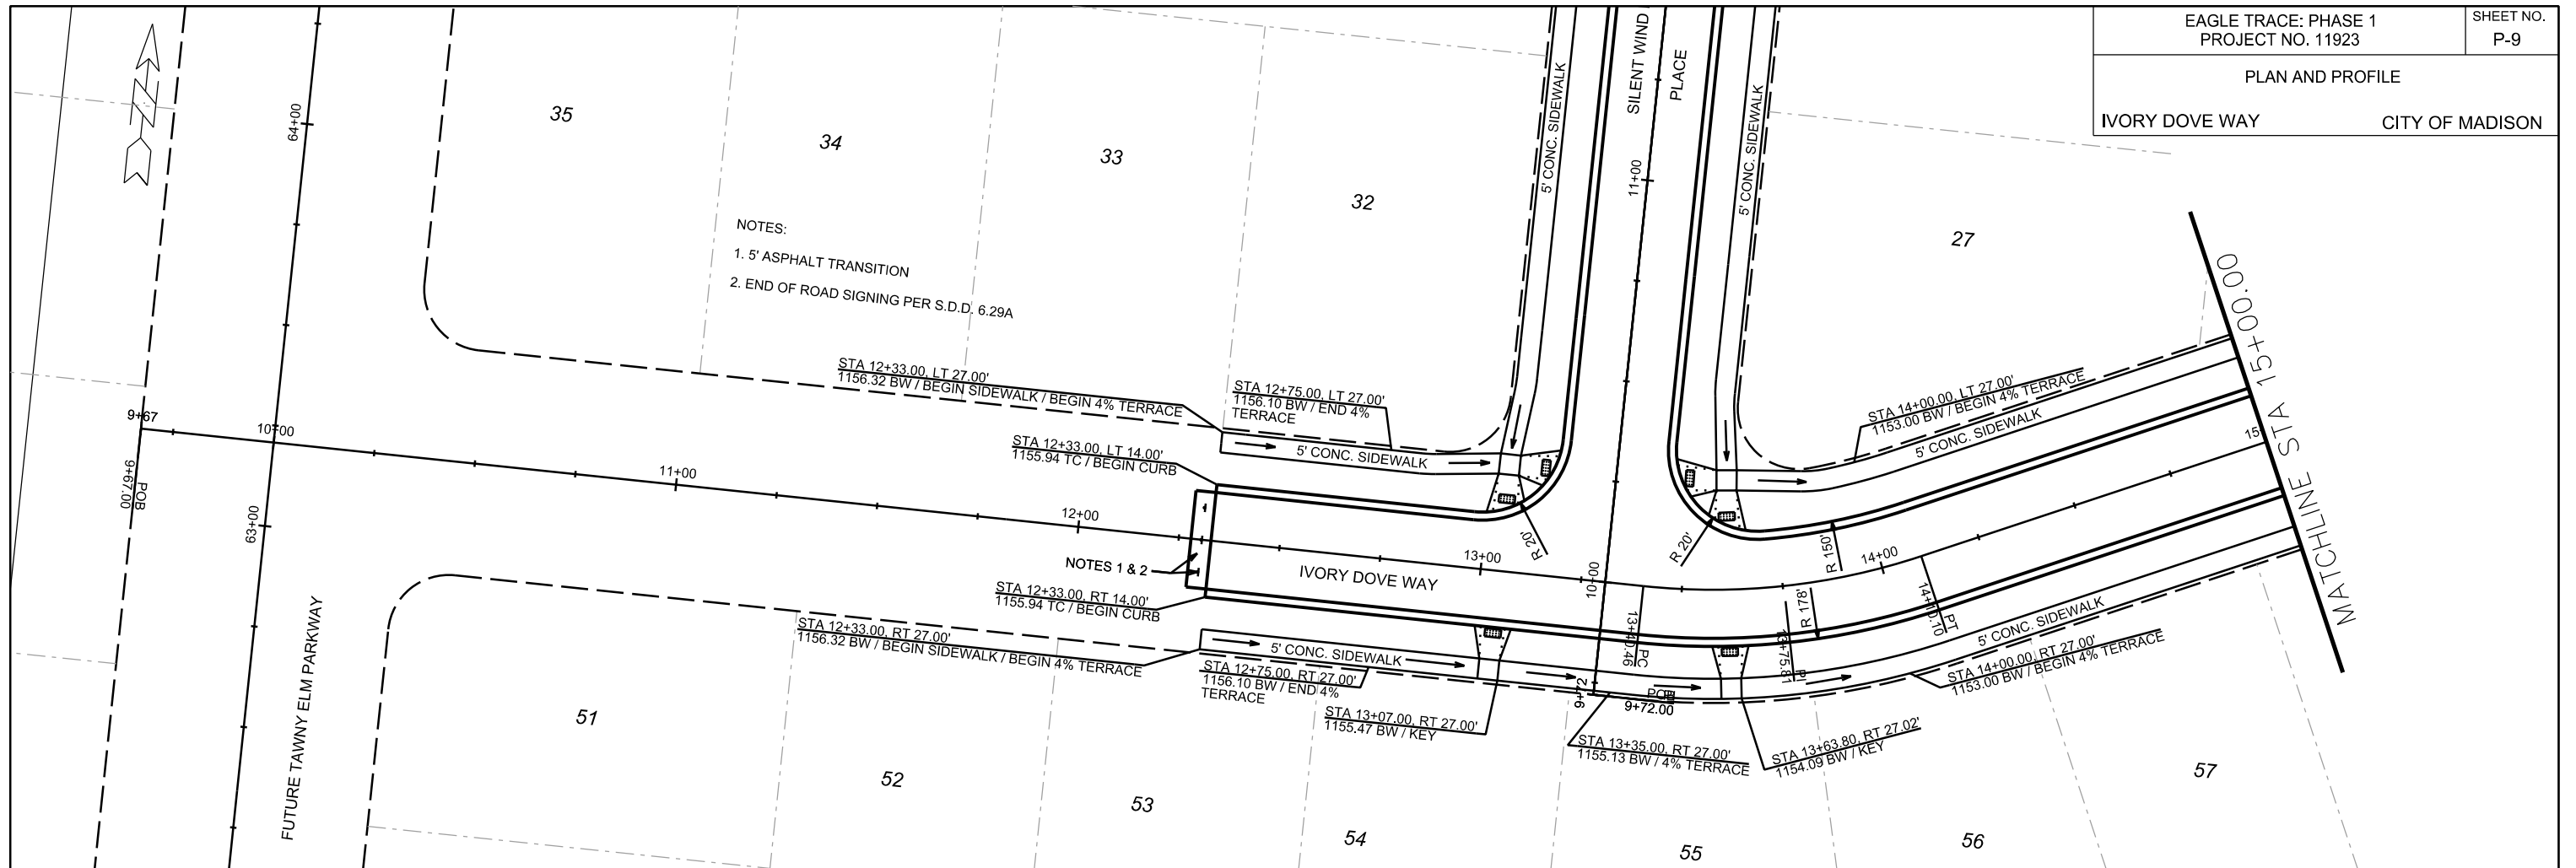 EAGLE TRACE: PHASE 1
PROJECT NO. 11923
SHEET NO.
P-9
PLAN AND PROFILE
IVORY DOVE WAY
CITY OF MADISON
N
64+00
35
34
33
32
27
SILENT WIND
PLACE
5' CONC. SIDEWALK
5' CONC. SIDEWALK
11+00
NOTES:
1. 5' ASPHALT TRANSITION
2. END OF ROAD SIGNING PER S.D.D. 6.29A
STA 12+33.00, LT 27.00'
1156.32 BW / BEGIN SIDEWALK / BEGIN 4% TERRACE
STA 12+75.00, LT 27.00'
1156.10 BW / END 4%
TERRACE
STA 14+00.00, LT 27.00'
1153.00 BW / BEGIN 4% TERRACE
5' CONC. SIDEWALK
MATCHLINE STA 15+00.00
9+67
10+00
POB
9+67.00
11+00
STA 12+33.00, LT 14.00'
1155.94 TC / BEGIN CURB
5' CONC. SIDEWALK
12+00
13+00
14+00
15
R 20'
R 20'
R 150'
R 178'
63+00
NOTES 1 & 2
IVORY DOVE WAY
10+00
STA 12+33.00, RT 14.00'
1155.94 TC / BEGIN CURB
STA 12+33.00, RT 27.00'
1156.32 BW / BEGIN SIDEWALK / BEGIN 4% TERRACE
5' CONC. SIDEWALK
13+40.46
PC
13+75.81
14+10.10
PT
5' CONC. SIDEWALK
STA 12+75.00, RT 27.00'
1156.10 BW / END 4%
TERRACE
9+72
POB
9+72.00
STA 14+00.00, RT 27.00'
1153.00 BW / BEGIN 4% TERRACE
STA 13+07.00, RT 27.00'
1155.47 BW / KEY
STA 13+35.00, RT 27.00'
1155.13 BW / 4% TERRACE
STA 13+63.80, RT 27.02'
1154.09 BW / KEY
FUTURE TAWNY ELM PARKWAY
51
52
53
54
55
56
57